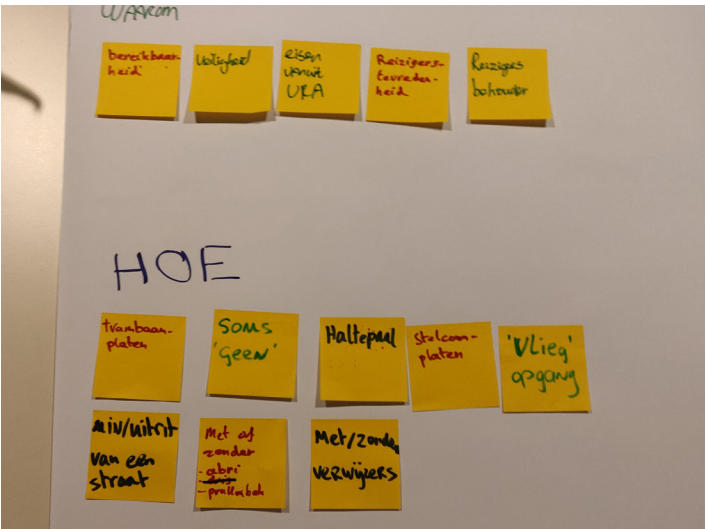 WAAROM
bereikbaar-
heid
Veiligheid
eisen
vanuit
URA
Reizigers-
tevreden-
heid
Reizigers
behouden
HOE
trambaan-
platen
SOMS
'geen'
Haltepaal
Stelcon-
platen
'Vlieg'
opgang
in/uitrit
van een
straat
Met of
zonder
- abri
- prullenbak
Met/zonder
VERWIJZERS